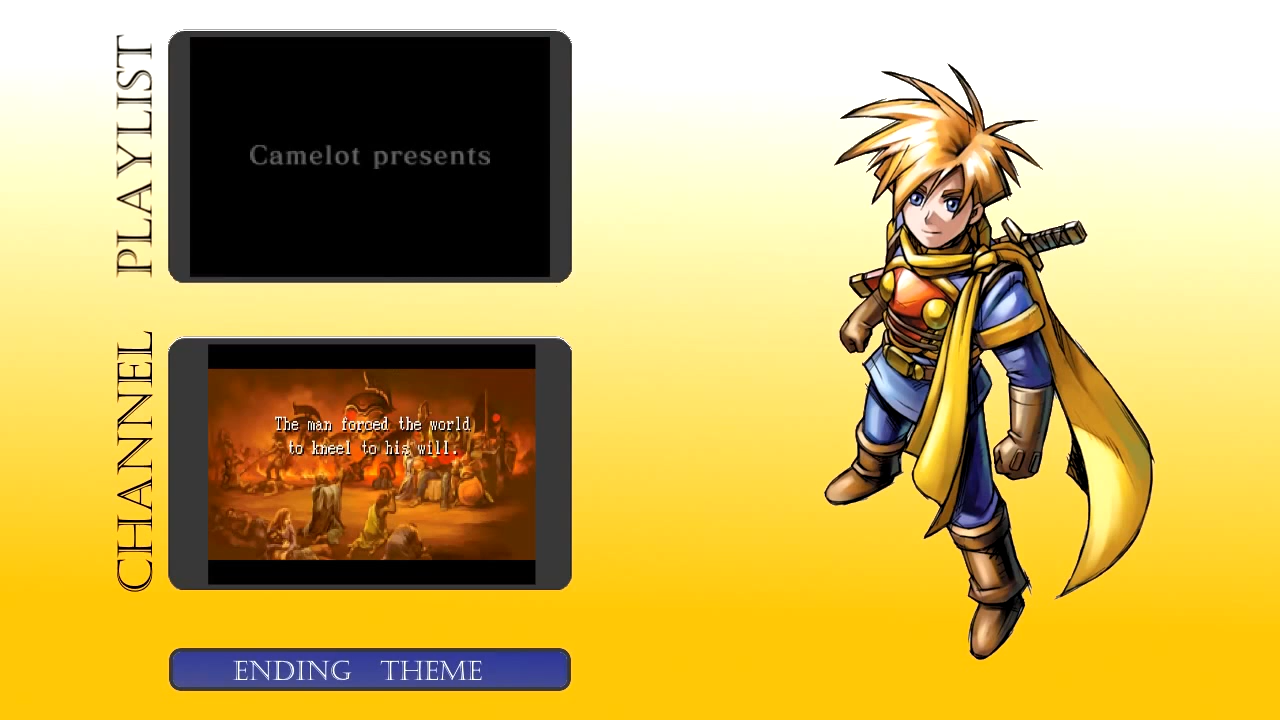 PLAYLIST
Camelot presents
CHANNEL
The man forced the world
to kneel to his will.
ENDING THEME